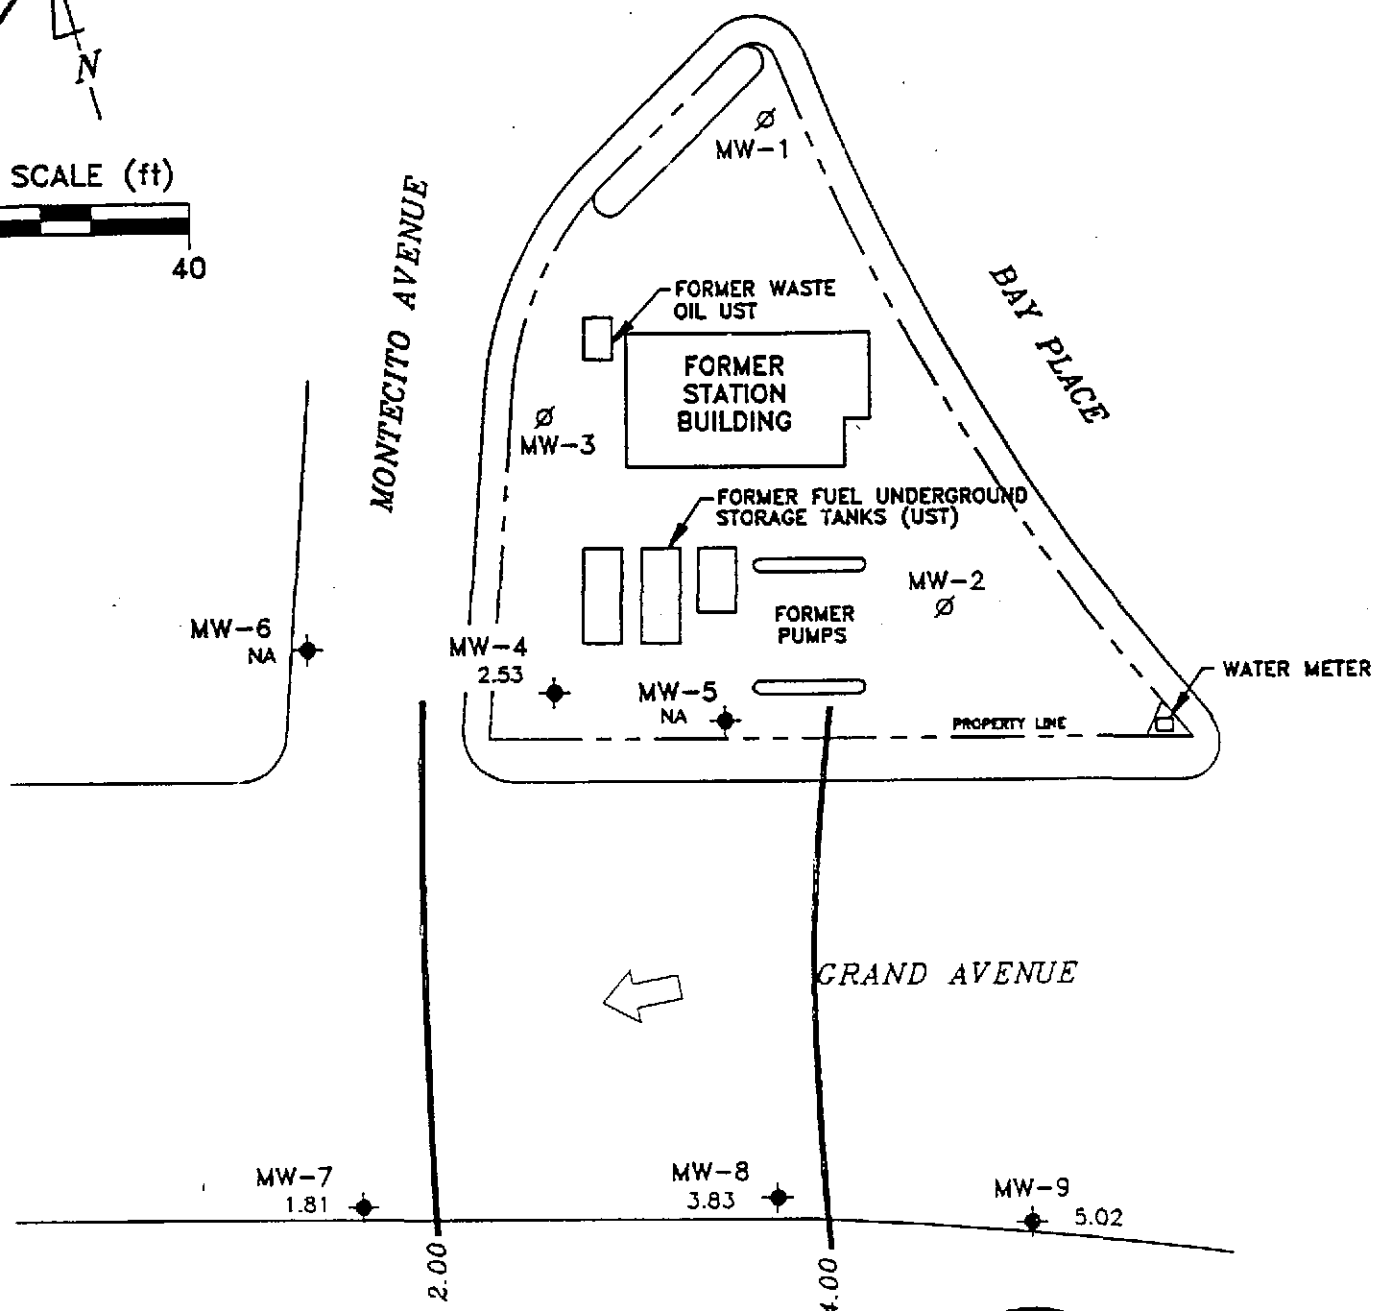 N
SCALE (ft)
40
MW-1
MONTECITO AVENUE
BAY PLACE
FORMER WASTE
OIL UST
FORMER
STATION
BUILDING
MW-3
FORMER FUEL UNDERGROUND
STORAGE TANKS (UST)
MW-2
FORMER
PUMPS
MW-6
NA
MW-4
2.53
MW-5
NA
WATER METER
PROPERTY LINE
GRAND AVENUE
MW-7
1.81
MW-8
3.83
MW-9
5.02
2.00
4.00